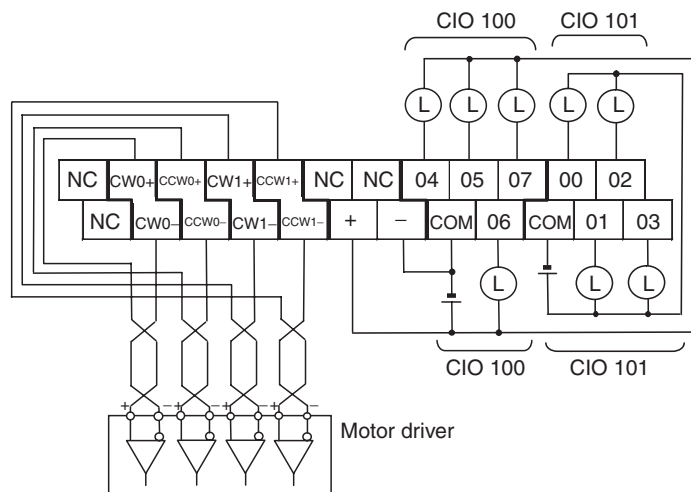 CIO 100 CIO 101
L L L L L
NC CW0+ CCW0+ CW1+ CCW1+ NC NC 04 05 07 00 02
NC CW0− CCW0− CW1− CCW1− + − COM 06 COM 01 03
L L L
CIO 100 CIO 101
+ − + − + − + −
Motor driver